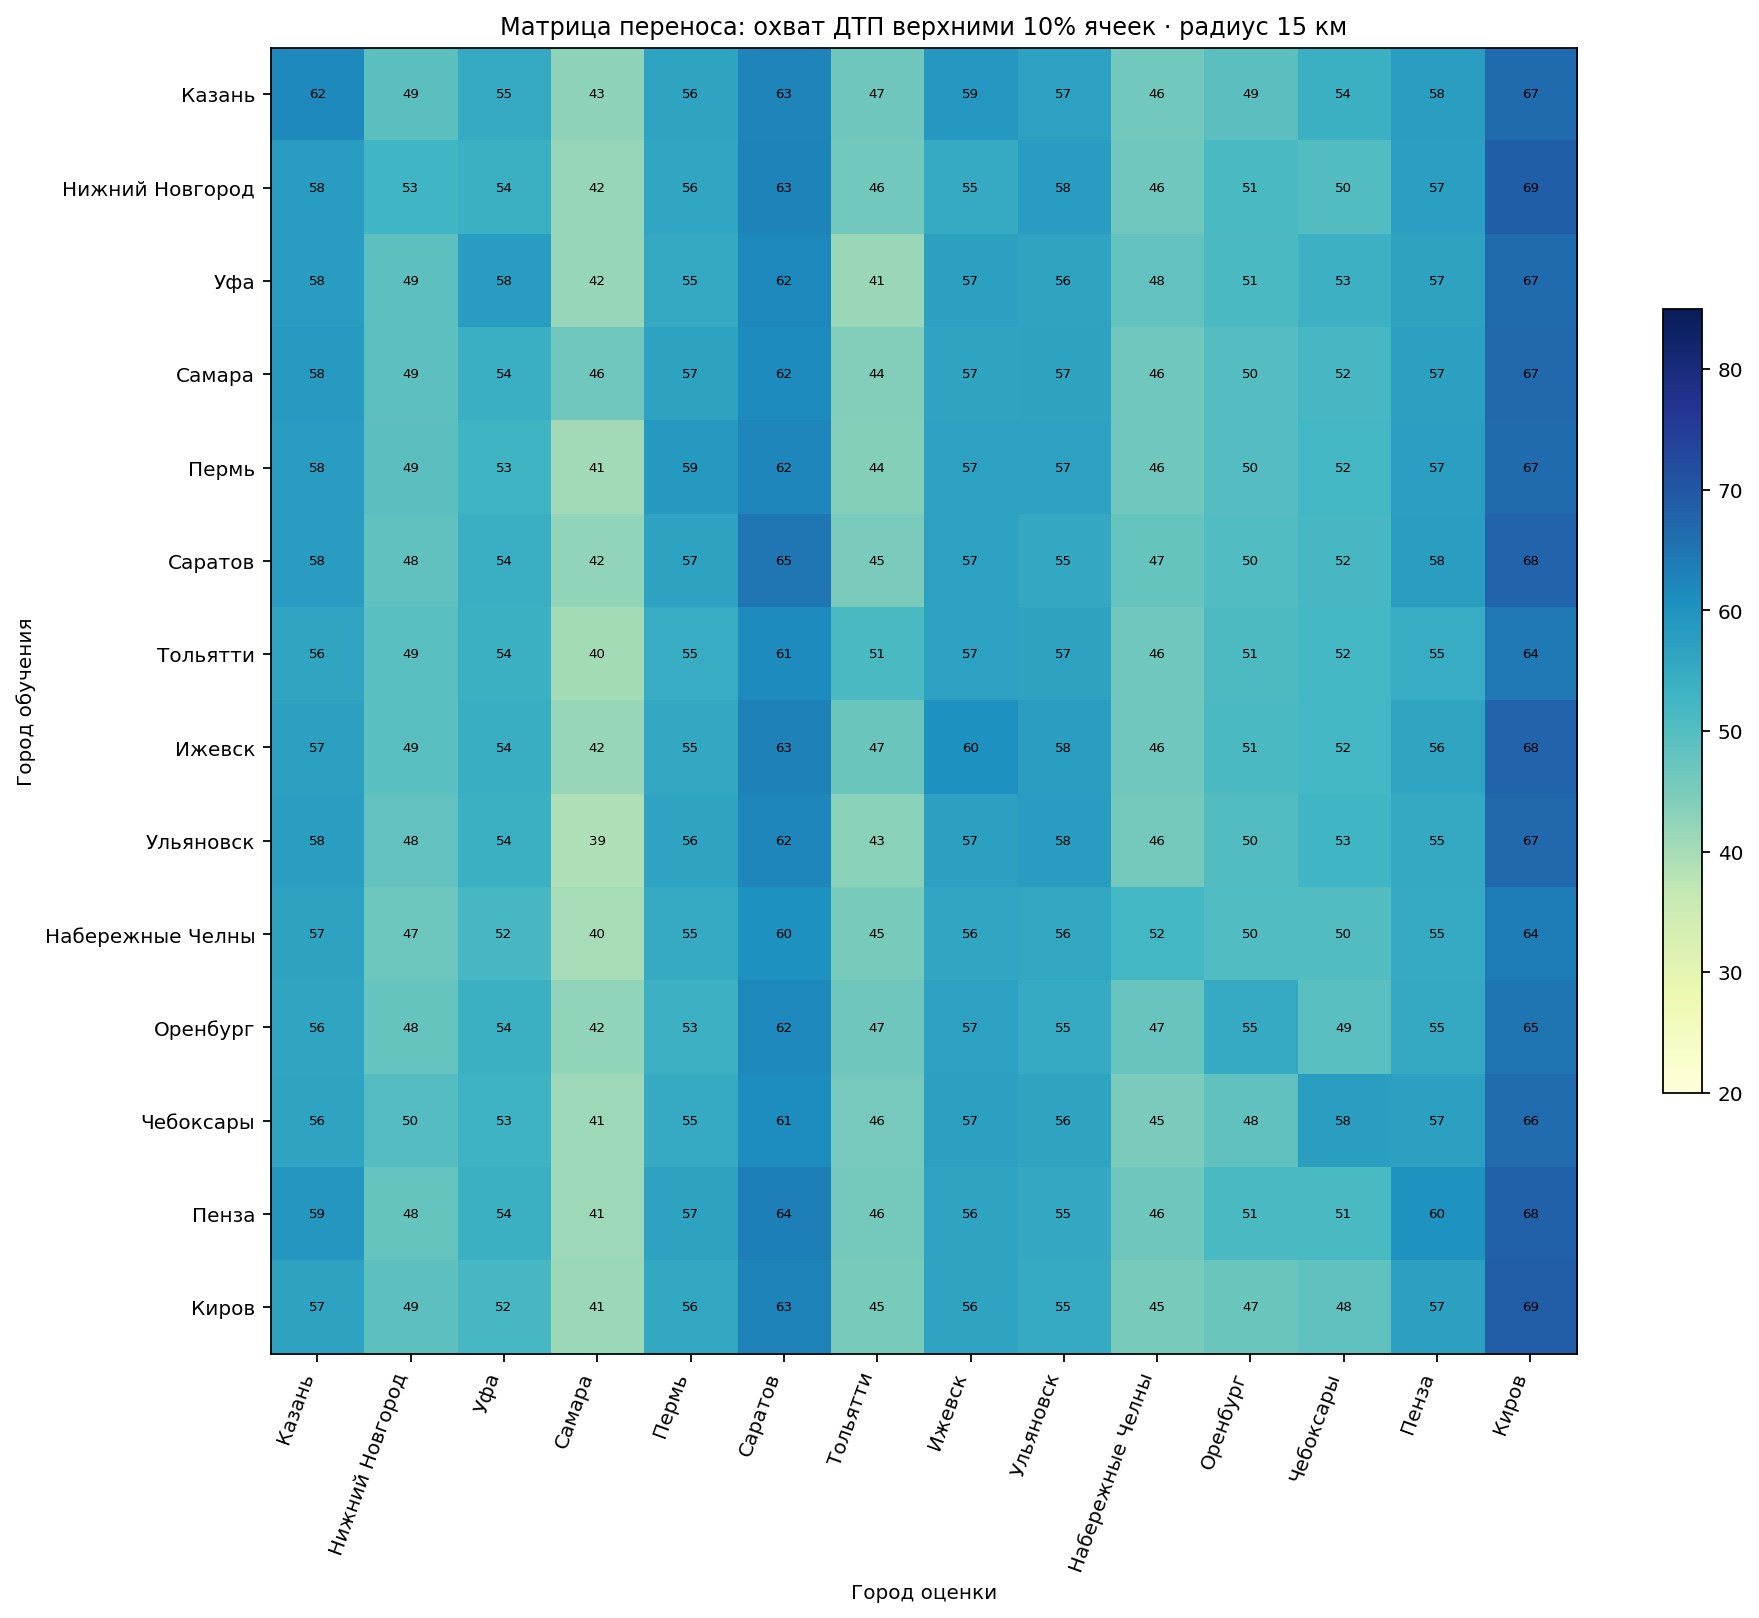 Матрица переноса: охват ДТП верхними 10% ячеек · радиус 15 км
Город обучения
Казань 62 49 55 43 56 63 47 59 57 46 49 54 58 67
Нижний Новгород 58 53 54 42 56 63 46 55 58 46 51 50 57 69
Уфа 58 49 58 42 55 62 41 57 56 48 51 53 57 67
Самара 58 49 54 46 57 62 44 57 57 46 50 52 57 67
Пермь 58 49 53 41 59 62 44 57 57 46 50 52 57 67
Саратов 58 48 54 42 57 65 45 57 55 47 50 52 58 68
Тольятти 56 49 54 40 55 61 51 57 57 46 51 52 55 64
Ижевск 57 49 54 42 55 63 47 60 58 46 51 52 56 68
Ульяновск 58 48 54 39 56 62 43 57 58 46 50 53 55 67
Набережные Челны 57 47 52 40 55 60 45 56 56 52 50 50 55 64
Оренбург 56 48 54 42 53 62 47 57 55 47 55 49 55 65
Чебоксары 56 50 53 41 55 61 46 57 56 45 48 58 57 66
Пенза 59 48 54 41 57 64 46 56 55 46 51 51 60 68
Киров 57 49 52 41 56 63 45 56 55 45 47 48 57 69
Казань
Нижний Новгород
Уфа
Самара
Пермь
Саратов
Тольятти
Ижевск
Ульяновск
Набережные Челны
Оренбург
Чебоксары
Пенза
Киров
Город оценки
80
70
60
50
40
30
20